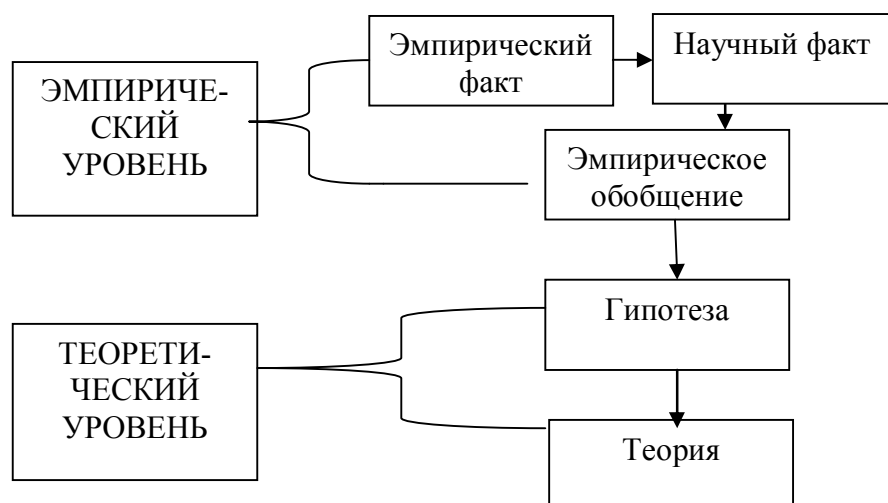 ЭМПИРИЧЕ-
СКИЙ
УРОВЕНЬ
Эмпирический
факт
Научный факт
Эмпирическое
обобщение
ТЕОРЕТИ-
ЧЕСКИЙ
УРОВЕНЬ
Гипотеза
Теория